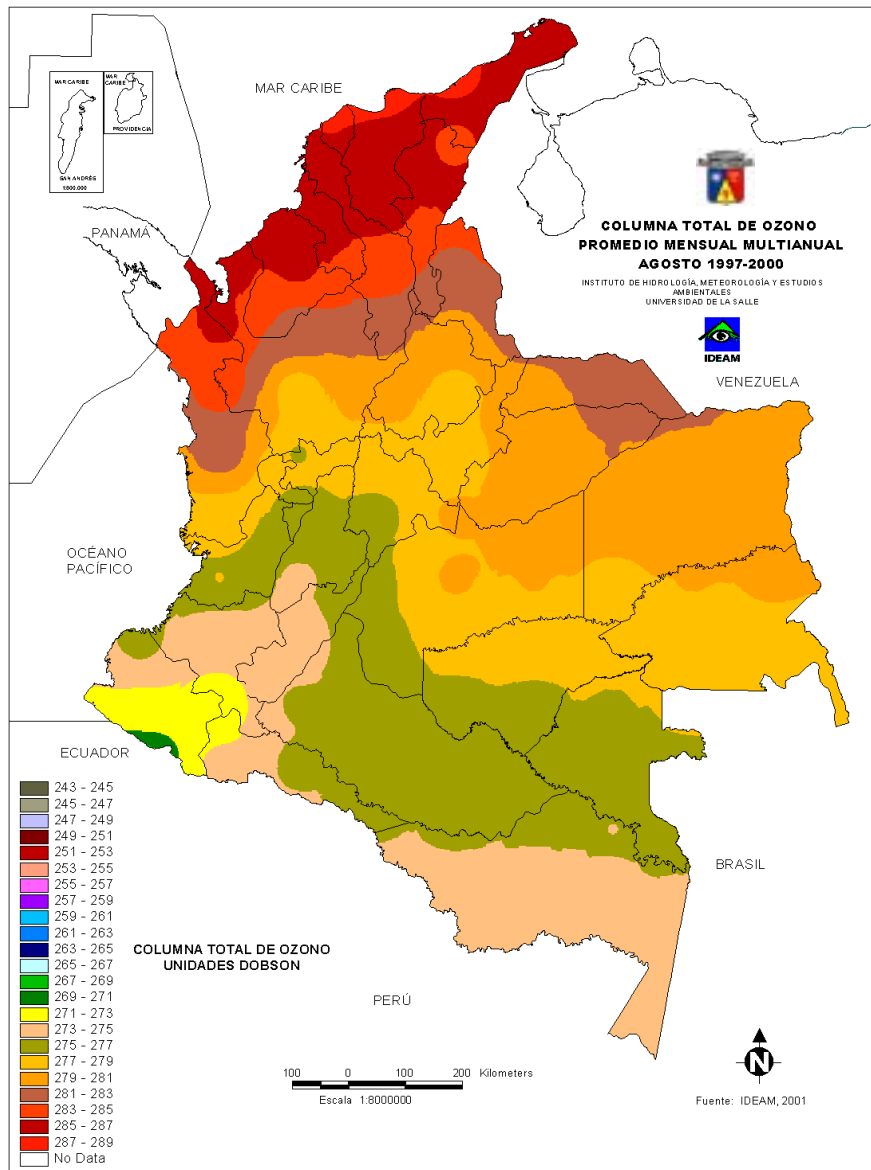 MAR CARIBE
SAN ANDRÉS
1:800.000
MAR
CARIBE
PROVIDENCIA
MAR CARIBE
PANAMÁ
COLUMNA TOTAL DE OZONO
PROMEDIO MENSUAL MULTIANUAL
AGOSTO 1997-2000
INSTITUTO DE HIDROLOGÍA, METEOROLOGÍA Y ESTUDIOS
AMBIENTALES
UNIVERSIDAD DE LA SALLE
IDEAM
VENEZUELA
OCÉANO
PACÍFICO
ECUADOR
BRASIL
PERÚ
243 - 245
245 - 247
247 - 249
249 - 251
251 - 253
253 - 255
255 - 257
257 - 259
259 - 261
261 - 263
263 - 265
265 - 267
267 - 269
269 - 271
271 - 273
273 - 275
275 - 277
277 - 279
279 - 281
281 - 283
283 - 285
285 - 287
287 - 289
No Data
COLUMNA TOTAL DE OZONO
UNIDADES DOBSON
100 0 100 200 Kilometers
Escala 1:8000000
N
Fuente: IDEAM, 2001